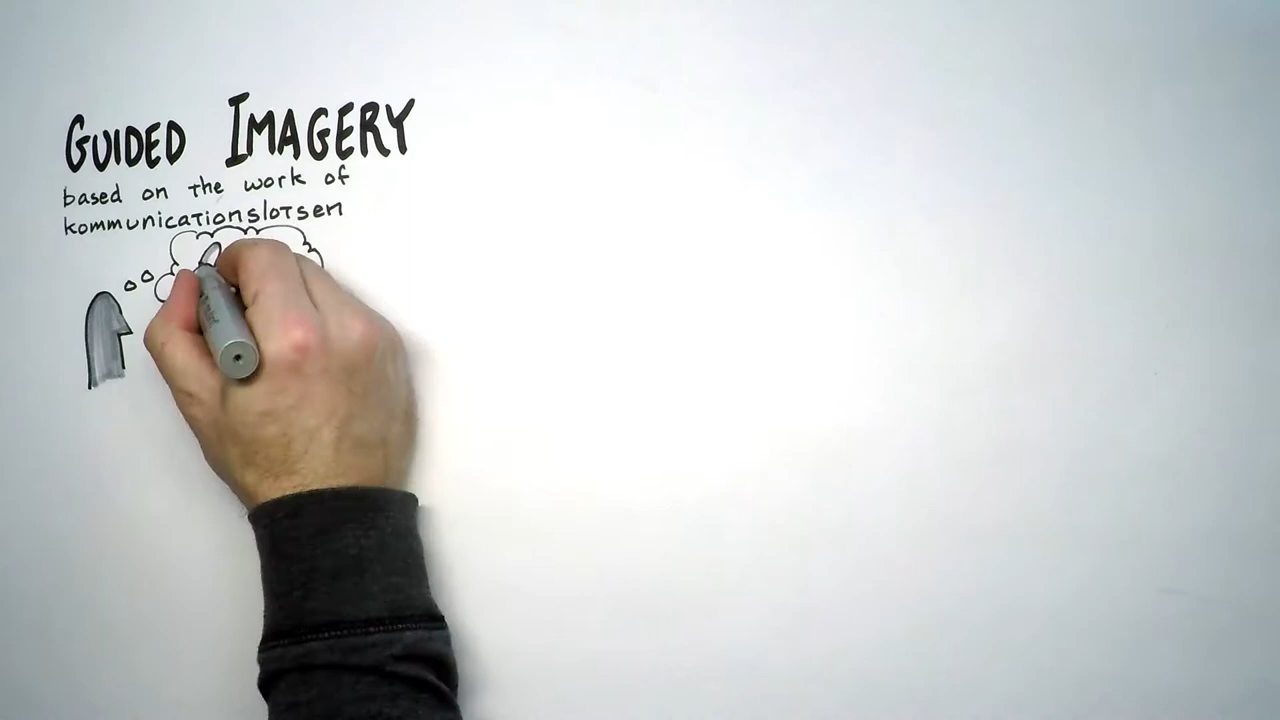 GUIDED IMAGERY
based on the work of
kommunicationslotsen